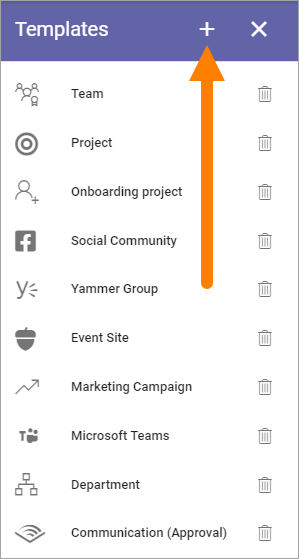 Templates
Team
Project
Onboarding project
Social Community
Yammer Group
Event Site
Marketing Campaign
Microsoft Teams
Department
Communication (Approval)